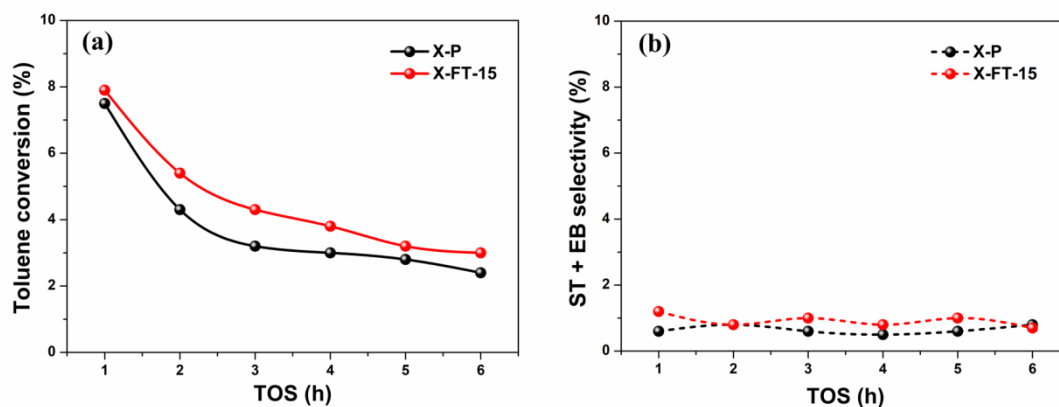 (a)
X-P
X-FT-15
Toluene conversion (%)
10
8
6
4
2
0
1 2 3 4 5 6
TOS (h)
(b)
X-P
X-FT-15
ST + EB selectivity (%)
10
8
6
4
2
0
1 2 3 4 5 6
TOS (h)